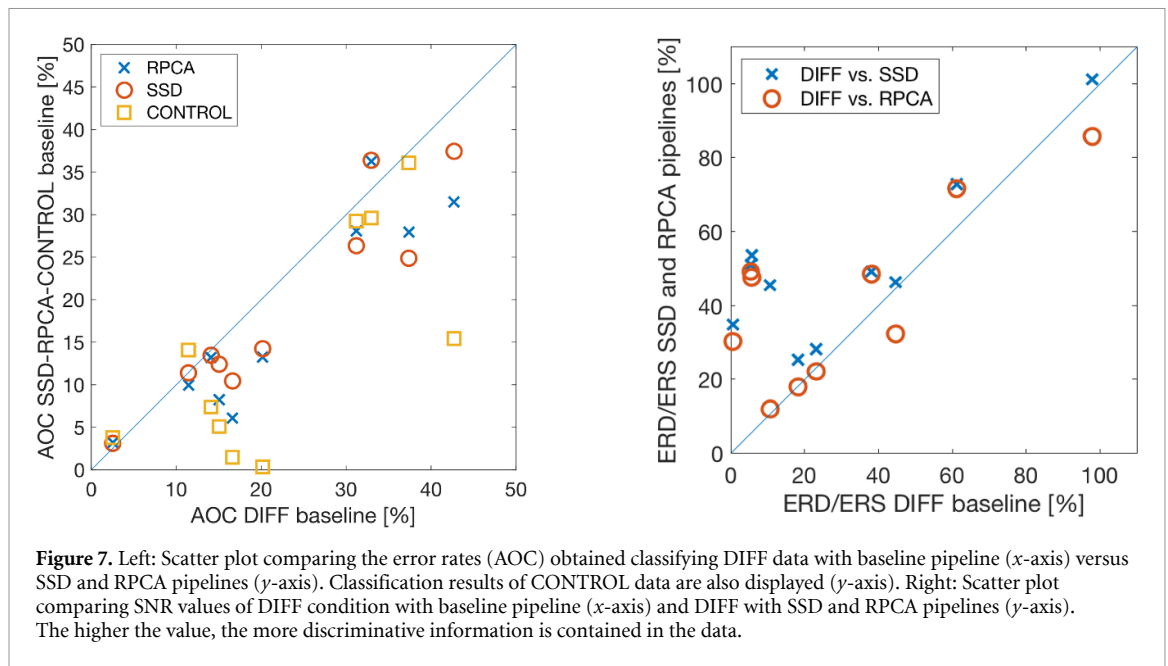 AOC SSD-RPCA-CONTROL baseline [%]
50
45
40
35
30
25
20
15
10
5
0
RPCA
SSD
CONTROL
0 10 20 30 40 50
AOC DIFF baseline [%]
ERD/ERS SSD and RPCA pipelines [%]
100
80
60
40
20
0
DIFF vs. SSD
DIFF vs. RPCA
0 20 40 60 80 100
ERD/ERS DIFF baseline [%]
Figure 7. Left: Scatter plot comparing the error rates (AOC) obtained classifying DIFF data with baseline pipeline (x-axis) versus
SSD and RPCA pipelines (y-axis). Classification results of CONTROL data are also displayed (y-axis). Right: Scatter plot
comparing SNR values of DIFF condition with baseline pipeline (x-axis) and DIFF with SSD and RPCA pipelines (y-axis).
The higher the value, the more discriminative information is contained in the data.